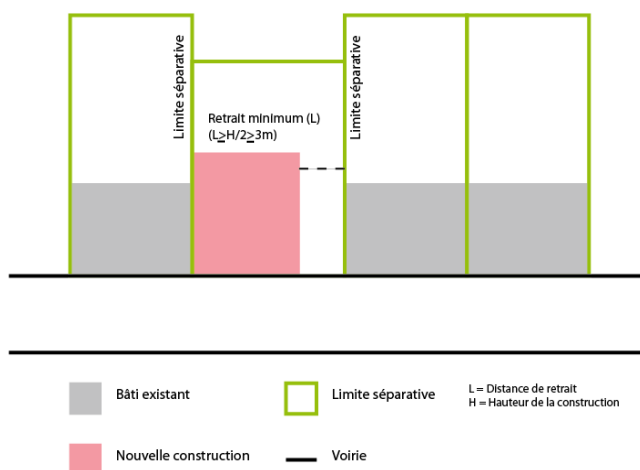 Limite séparative
Limite séparative
Retrait minimum (L)
(L≥H/2≥3m)
Bâti existant
Limite séparative
L = Distance de retrait
H = Hauteur de la construction
Nouvelle construction
Voirie